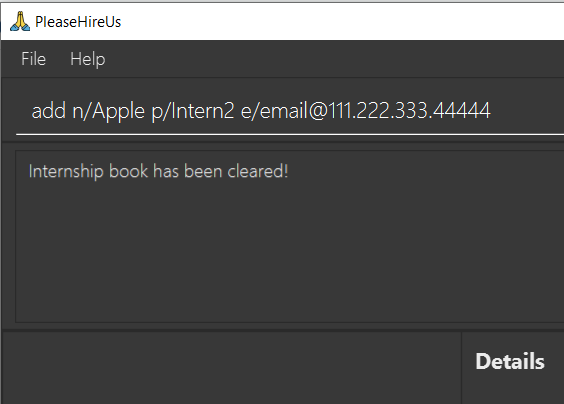 PleaseHireUs
File Help
add n/Apple p/Intern2 e/email@111.222.333.44444
Internship book has been cleared!
Details